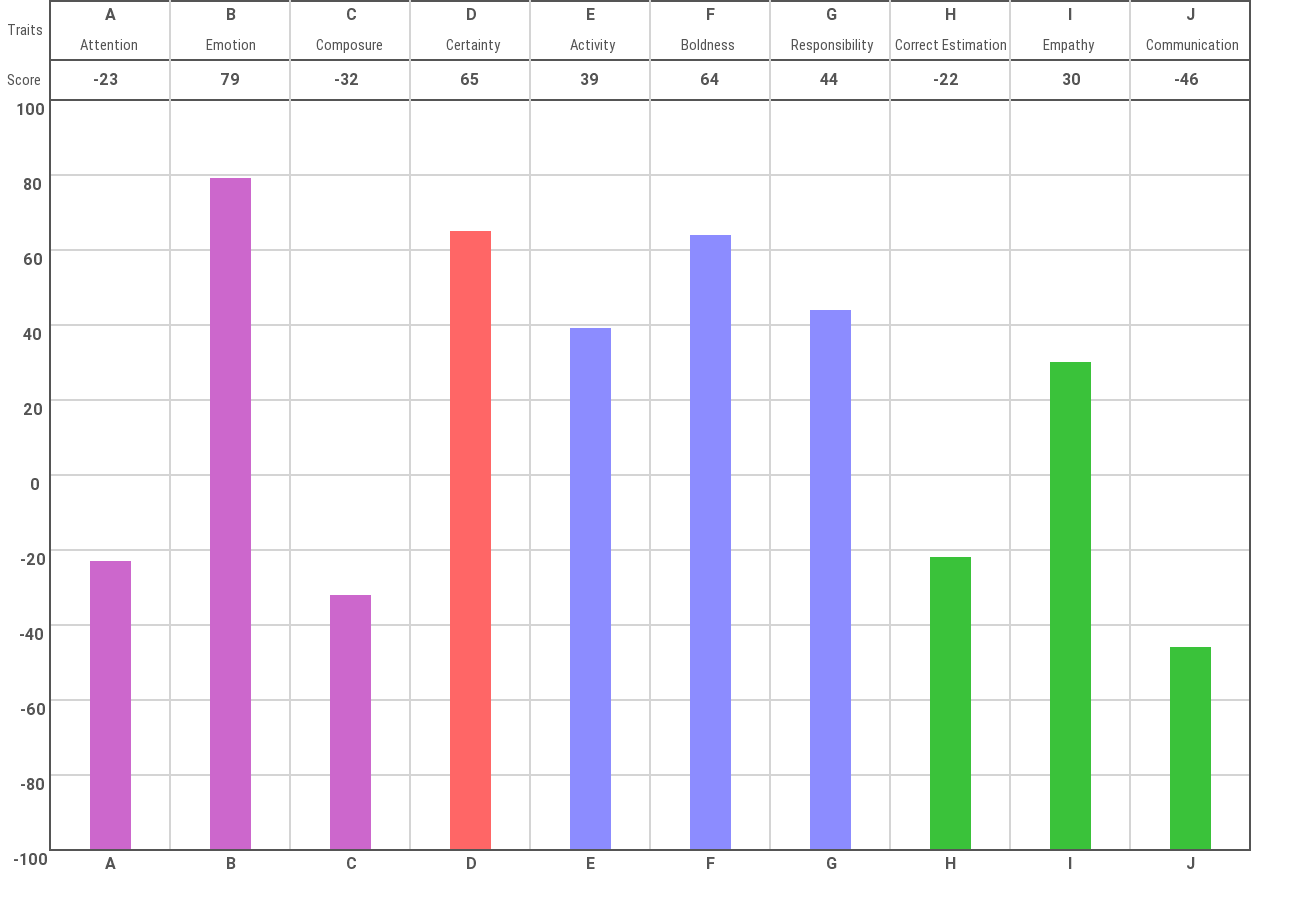 Traits
A B C D E F G H I J
Attention Emotion Composure Certainty Activity Boldness Responsibility Correct Estimation Empathy Communication
Score -23 79 -32 65 39 64 44 -22 30 -46
100
80
60
40
20
0
-20
-40
-60
-80
-100
A B C D E F G H I J